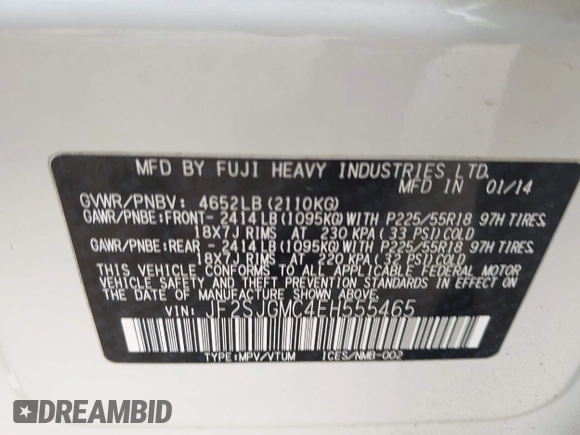 MFD BY FUJI HEAVY INDUSTRIES LTD.
MFD IN 01/14
GVWR/PNBV: 4652LB(2110KG)
GAWR/PNBE:FRONT- 2414LB(1095KG)WITH P225/55R18 97H TIRES,
18X7J RIMS AT 230 KPA(33 PSI)COLD
GAWR/PNBE:REAR - 2414LB(1095KG)WITH P225/55R18 97H TIRES,
18X7J RIMS AT 220 KPA(32 PSI)COLD
THIS VEHICLE CONFORMS TO ALL APPLICABLE FEDERAL MOTOR
VEHICLE SAFETY AND THEFT PREVENTION STANDARDS IN EFFECT ON
THE DATE OF MANUFACTURE SHOWN ABOVE.
VIN: JF2SJGMC4EH555465
TYPE:MPV/VTUM ICES/NMB-002
DREAMBID